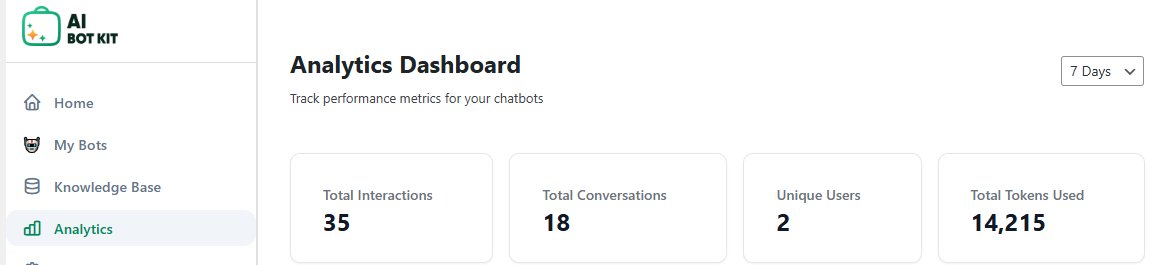 AI
BOT KIT
Home
My Bots
Knowledge Base
Analytics
Analytics Dashboard
Track performance metrics for your chatbots
7 Days
Total Interactions
35
Total Conversations
18
Unique Users
2
Total Tokens Used
14,215